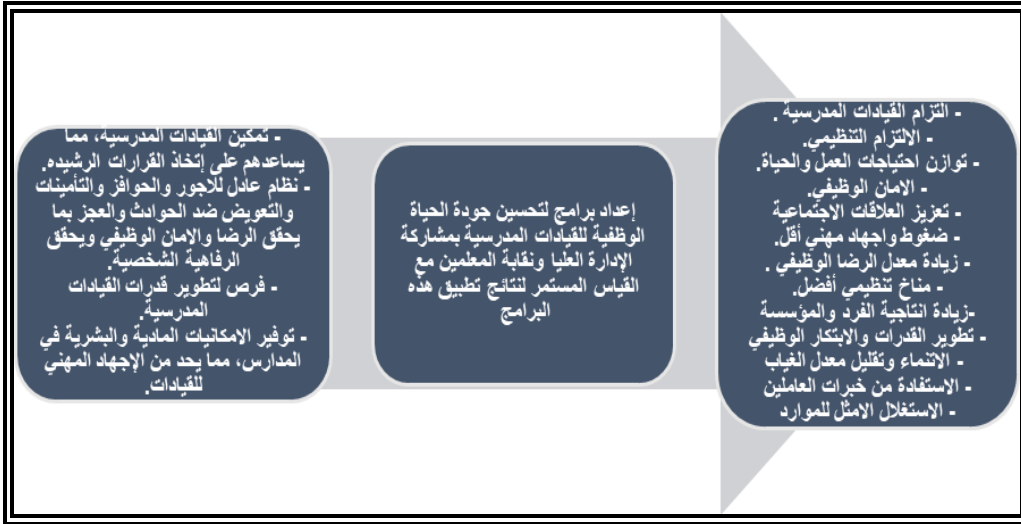 - تمكين القيادات المدرسية، مما
يساعدهم على إتخاذ القرارات الرشيده.
- نظام عادل للاجور والحوافز والتأمينات
والتعويض ضد الحوادث والعجز بما
يحقق الرضا والامان الوظيفي ويحقق
الرفاهية الشخصية.
- فرص لتطوير قدرات القيادات
المدرسية.
- توفير الامكانيات المادية والبشرية في
المدارس، مما يحد من الإجهاد المهني
للقيادات.
إعداد برامج لتحسين جودة الحياة
الوظفية للقيادات المدرسية بمشاركة
الإدارة العليا ونقابة المعلمين مع
القياس المستمر لنتائج تطبيق هذه
البرامج
- التزام القيادات المدرسية .
- الالتزام التنظيمي.
- توازن احتياجات العمل والحياة.
- الامان الوظيفي.
- تعزيز العلاقات الاجتماعية
- ضغوط واجهاد مهني أقل.
- زيادة معدل الرضا الوظيفي .
- مناخ تنظيمي أفضل.
-زيادة انتاجية الفرد والمؤسسة
- تطوير القدرات والابتكار الوظيفي
- الانتماء وتقليل معدل الغياب
- الاستفادة من خبرات العاملين
- الاستغلال الامثل للموارد